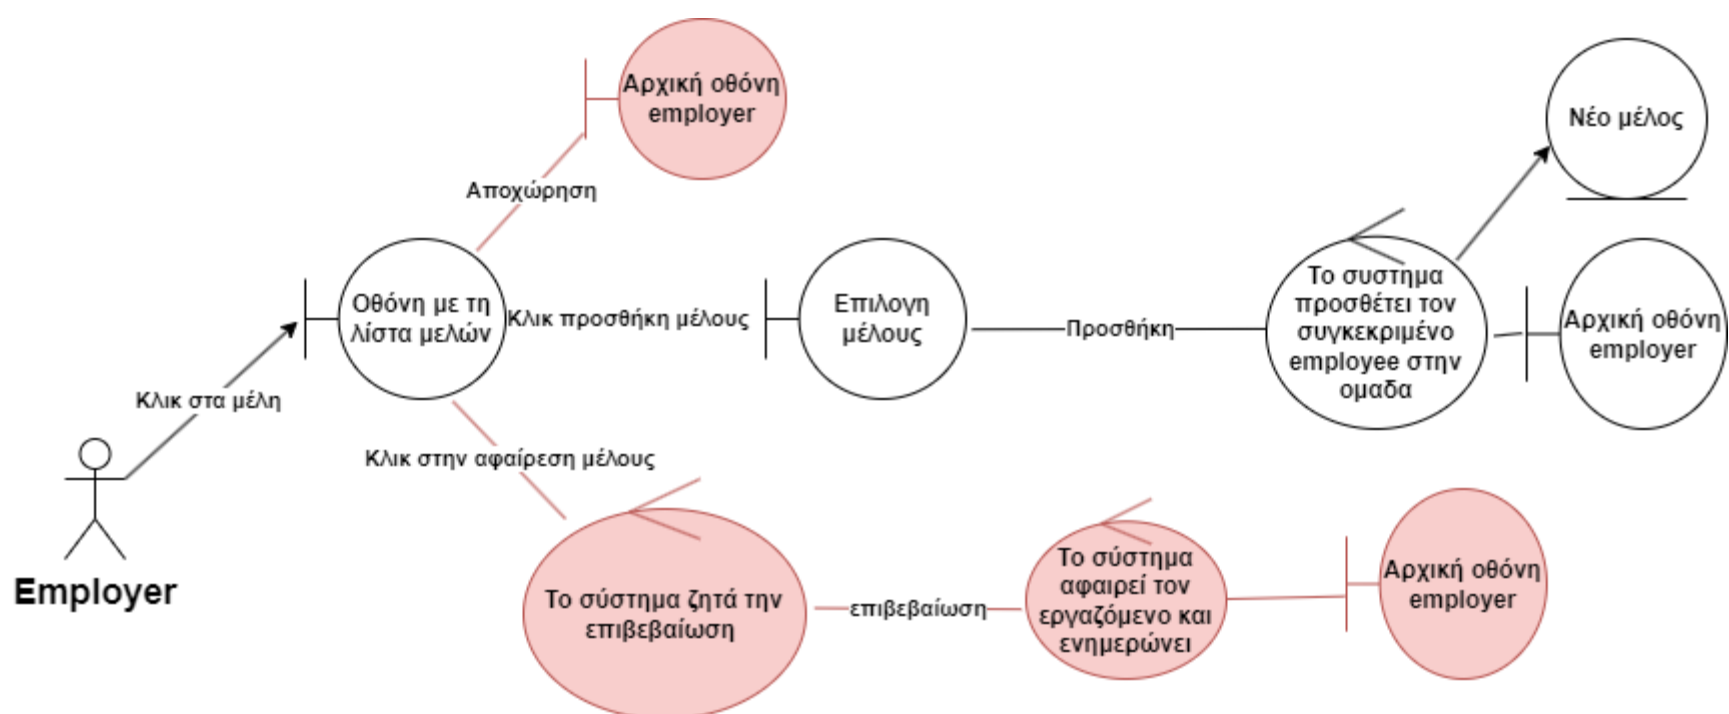 Αρχική οθόνη
employer
Νέο μέλος
Αποχώρηση
Οθόνη με τη
λίστα μελών
Κλικ προσθήκη μέλους
Επιλογη
μέλους
Προσθήκη
Το συστημα
προσθέτει τον
συγκεκριμένο
employee στην
ομαδα
Αρχική οθόνη
employer
Κλικ στα μέλη
Κλικ στην αφαίρεση μέλους
Employer
Το σύστημα ζητά την
επιβεβαίωση
επιβεβαίωση
Το σύστημα
αφαιρεί τον
εργαζόμενο και
ενημερώνει
Αρχική οθόνη
employer